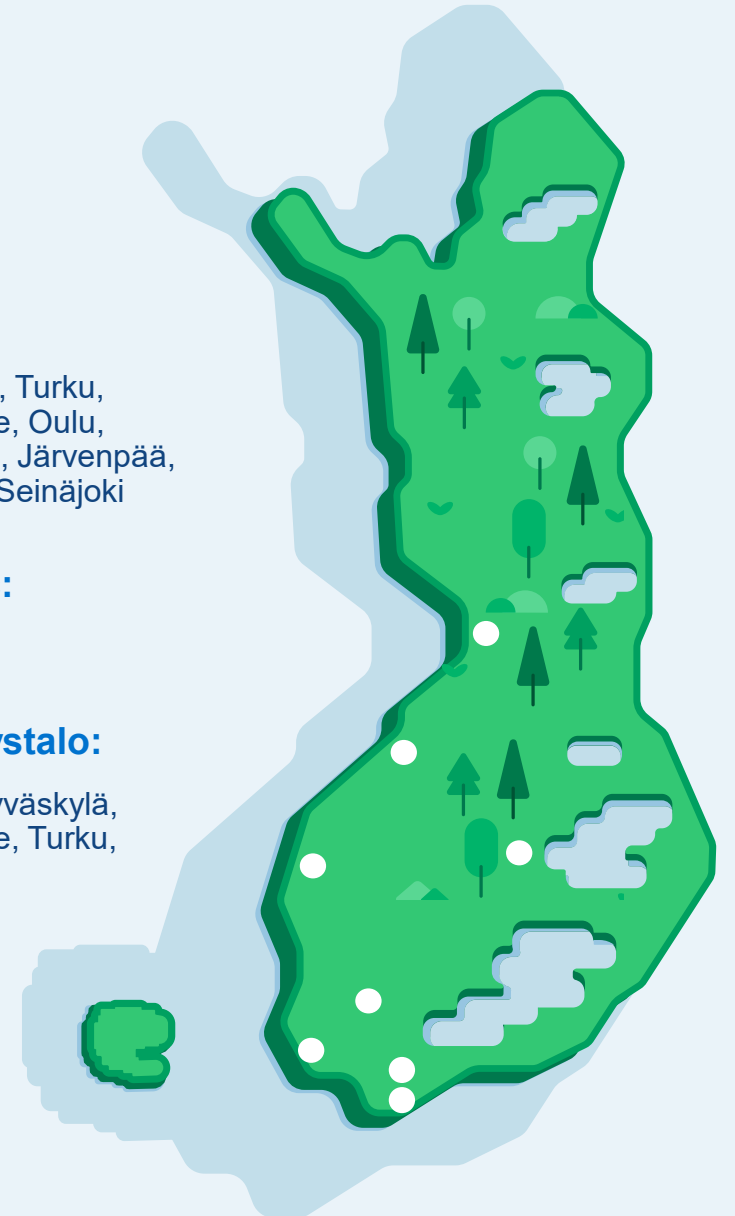 , Turku,
e, Oulu,
, Järvenpää,
Seinäjoki
:
ystalo:
yväskylä,
e, Turku,